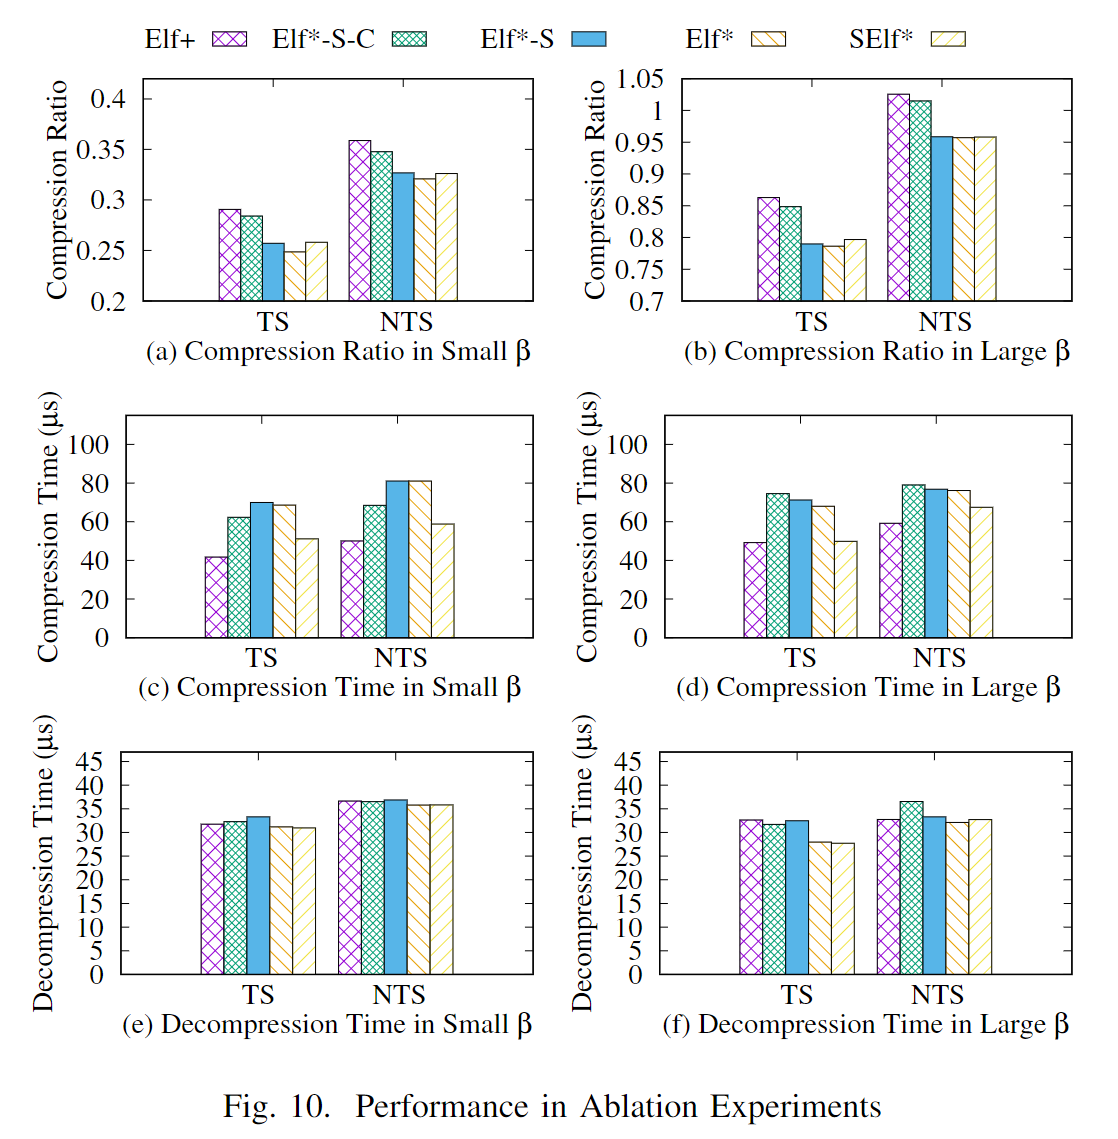 Elf+ Elf*-S-C Elf*-S Elf* SElf*
Compression Ratio
0.4
0.35
0.3
0.25
0.2
TS NTS
(a) Compression Ratio in Small β
Compression Ratio
1.05
1
0.95
0.9
0.85
0.8
0.75
0.7
TS NTS
(b) Compression Ratio in Large β
Compression Time (μs)
100
80
60
40
20
0
TS NTS
(c) Compression Time in Small β
Compression Time (μs)
100
80
60
40
20
0
TS NTS
(d) Compression Time in Large β
Decompression Time (μs)
45
40
35
30
25
20
15
10
5
0
TS NTS
(e) Decompression Time in Small β
Decompression Time (μs)
45
40
35
30
25
20
15
10
5
0
TS NTS
(f) Decompression Time in Large β
Fig. 10. Performance in Ablation Experiments